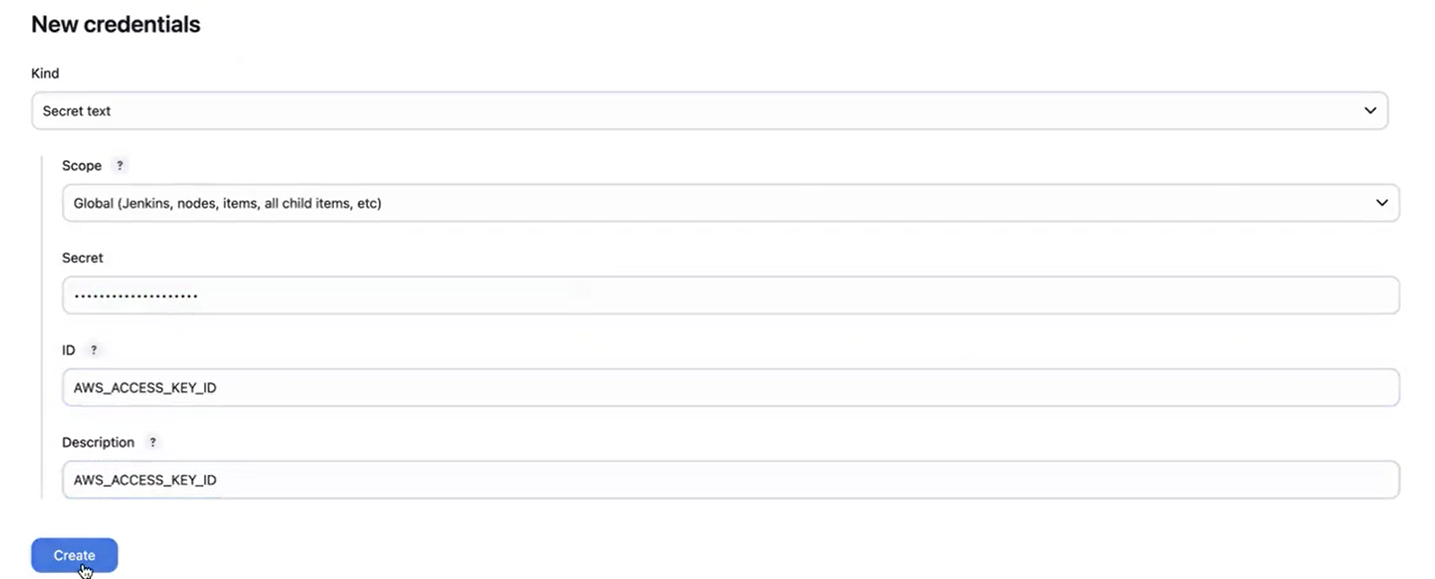 New credentials
Kind
Secret text
Scope ?
Global (Jenkins, nodes, items, all child items, etc)
Secret
••••••••••••••••••••
ID ?
AWS_ACCESS_KEY_ID
Description ?
AWS_ACCESS_KEY_ID
Create